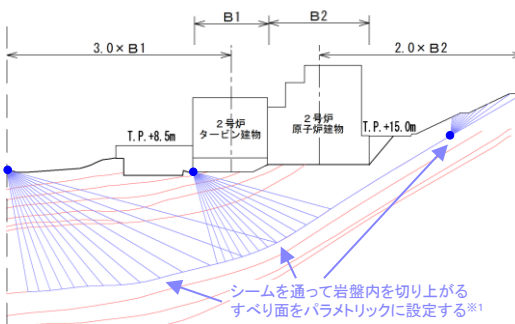 B1
B2
3.0×B1
2.0×B2
2号炉
タービン建物
2号炉
原子炉建物
T.P.+8.5m
T.P.+15.0m
シームを通って岩盤内を切り上がる
すべり面をパラメトリックに設定する※1